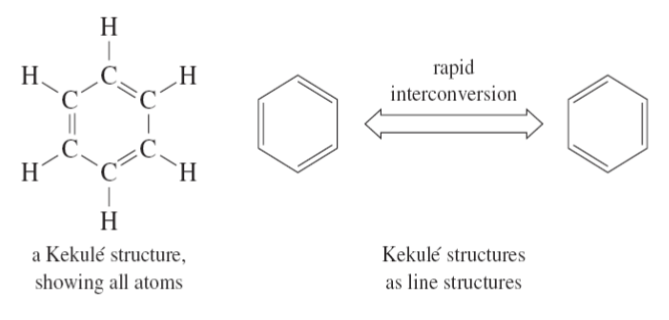 H
H C H
C C
C C
H C H
H
rapid
interconversion
a Kekulé structure,
showing all atoms
Kekulé structures
as line structures